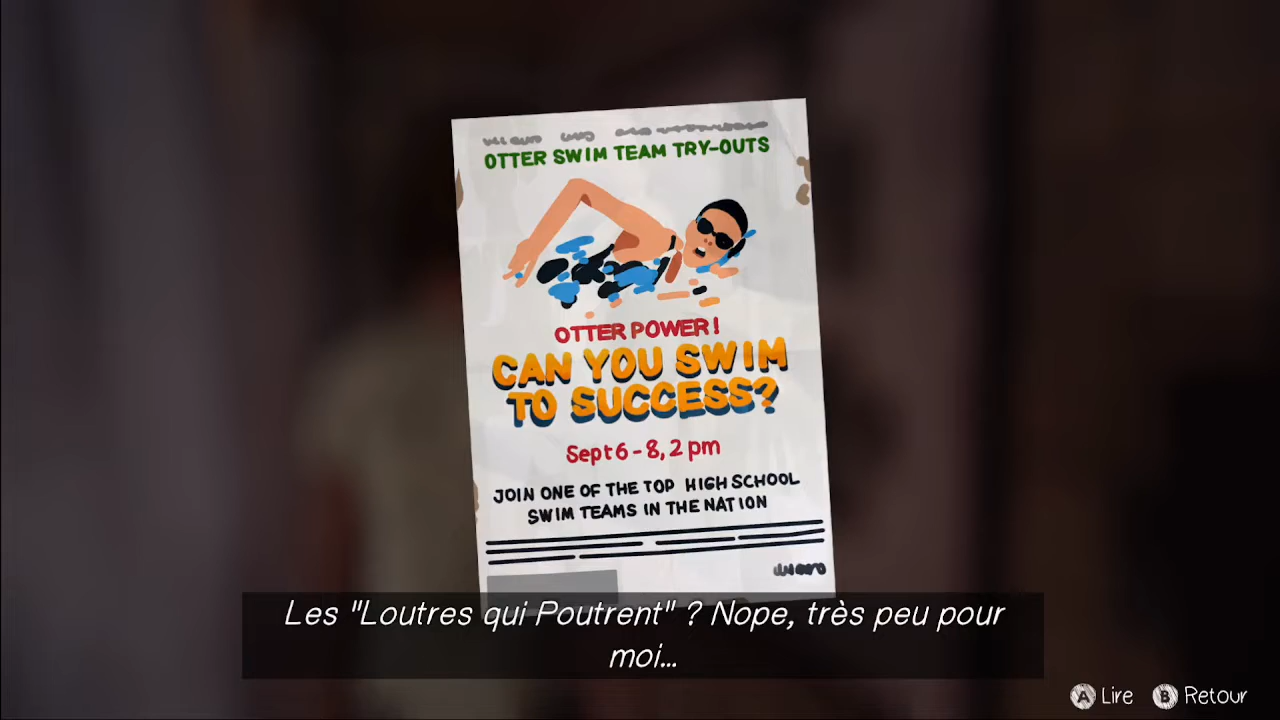 OTTER SWIM TEAM TRY-OUTS
OTTER POWER!
CAN YOU SWIM
TO SUCCESS?
Sept 6 - 8, 2 pm
JOIN ONE OF THE TOP HIGH SCHOOL
SWIM TEAMS IN THE NATION
Les "Loutres qui Poutrent" ? Nope, très peu pour
moi...
A Lire B Retour